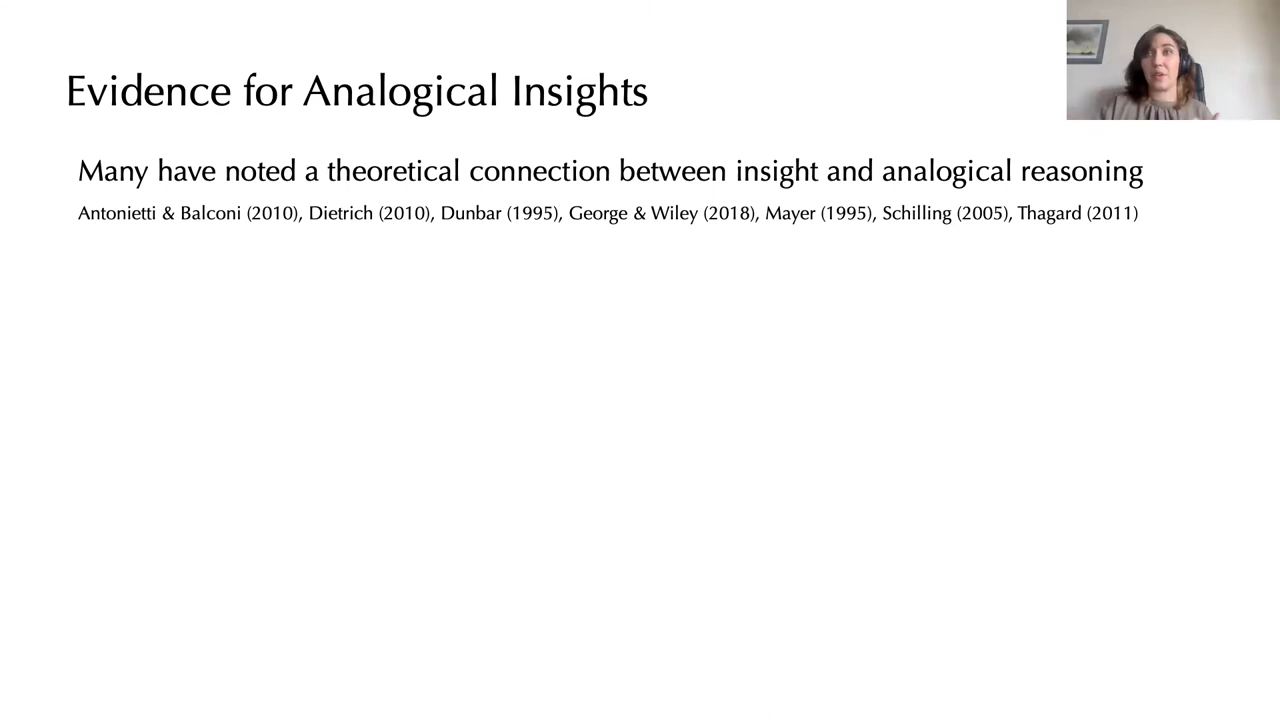 Evidence for Analogical Insights
Many have noted a theoretical connection between insight and analogical reasoning
Antonietti & Balconi (2010), Dietrich (2010), Dunbar (1995), George & Wiley (2018), Mayer (1995), Schilling (2005), Thagard (2011)